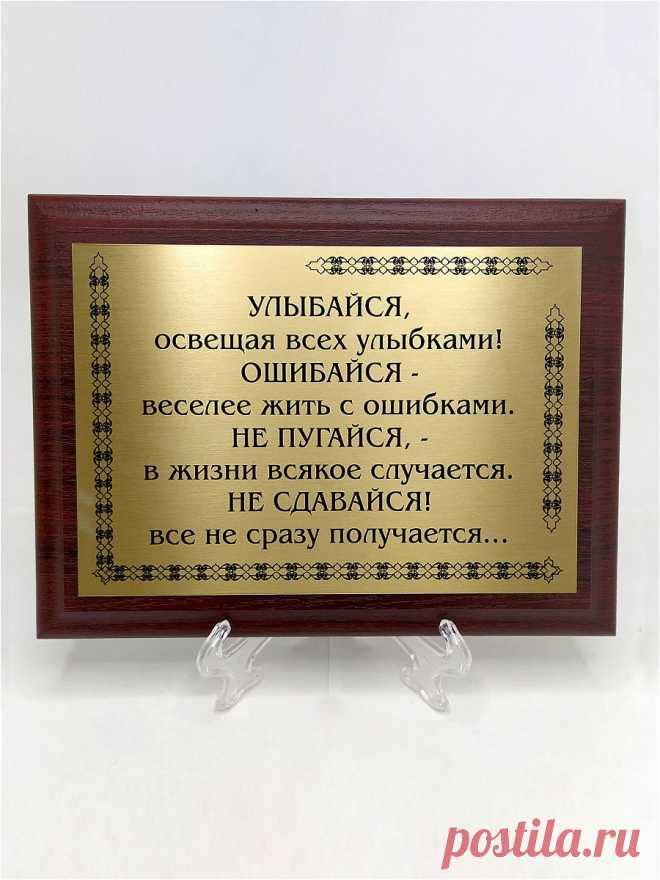 УЛЫБАЙСЯ,
освещая всех улыбками!
ОШИБАЙСЯ -
веселее жить с ошибками.
НЕ ПУГАЙСЯ, -
в жизни всякое случается.
НЕ СДАВАЙСЯ!
все не сразу получается...
postila.ru